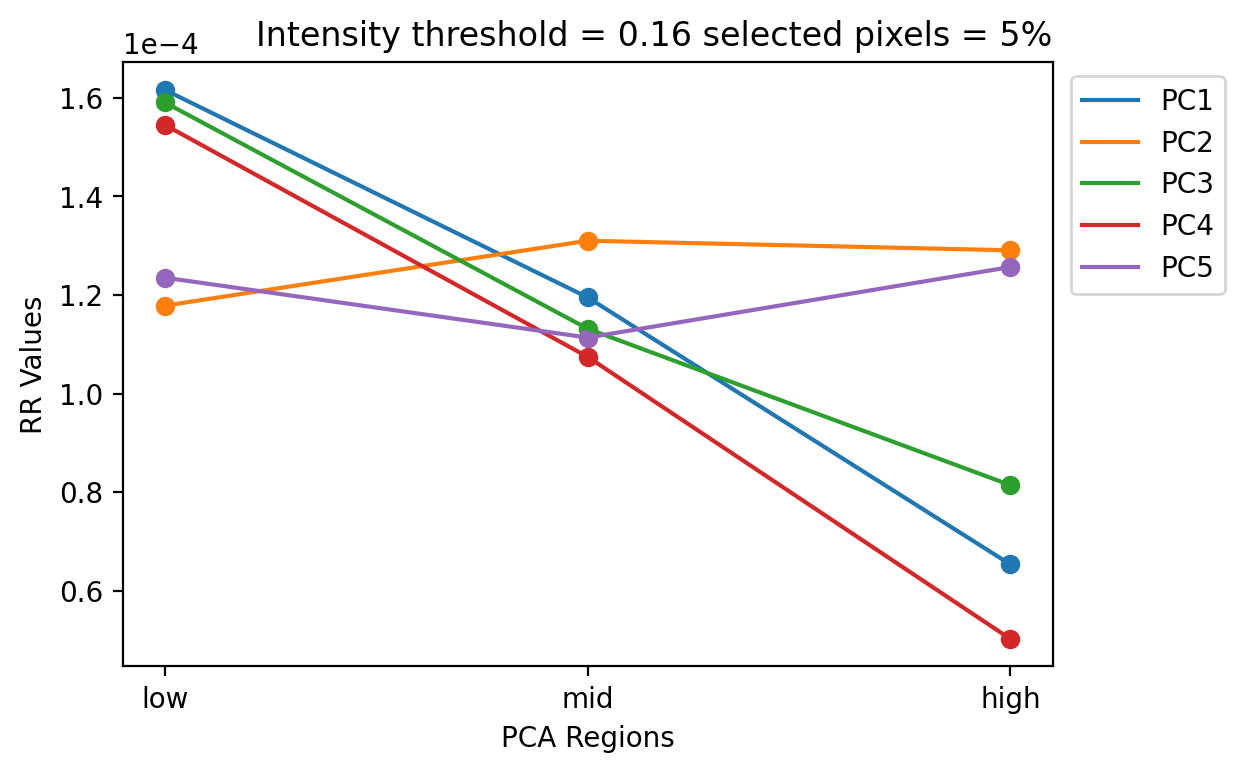 Intensity threshold = 0.16 selected pixels = 5%
1e−4
1.6
1.4
1.2
1.0
0.8
0.6
RR Values
low
mid
high
PCA Regions
PC1
PC2
PC3
PC4
PC5